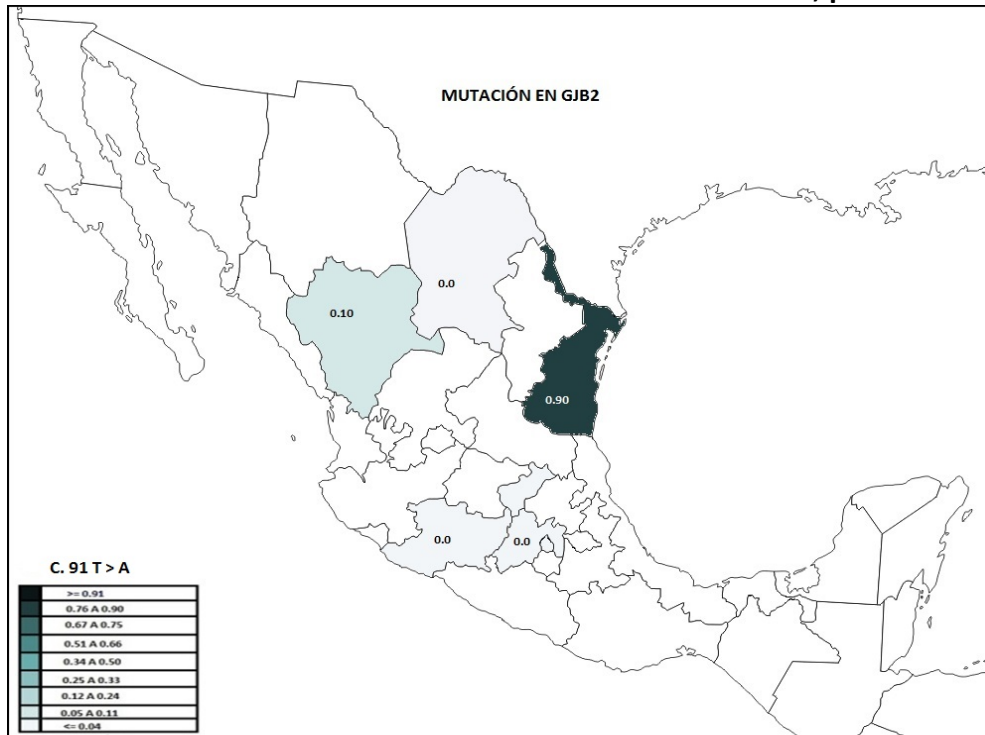 MUTACIÓN EN GJB2
0.0
0.10
0.90
0.0
0.0
C. 91 T > A
>= 0.91
0.76 A 0.90
0.67 A 0.75
0.51 A 0.66
0.34 A 0.50
0.25 A 0.33
0.12 A 0.24
0.05 A 0.11
<= 0.04